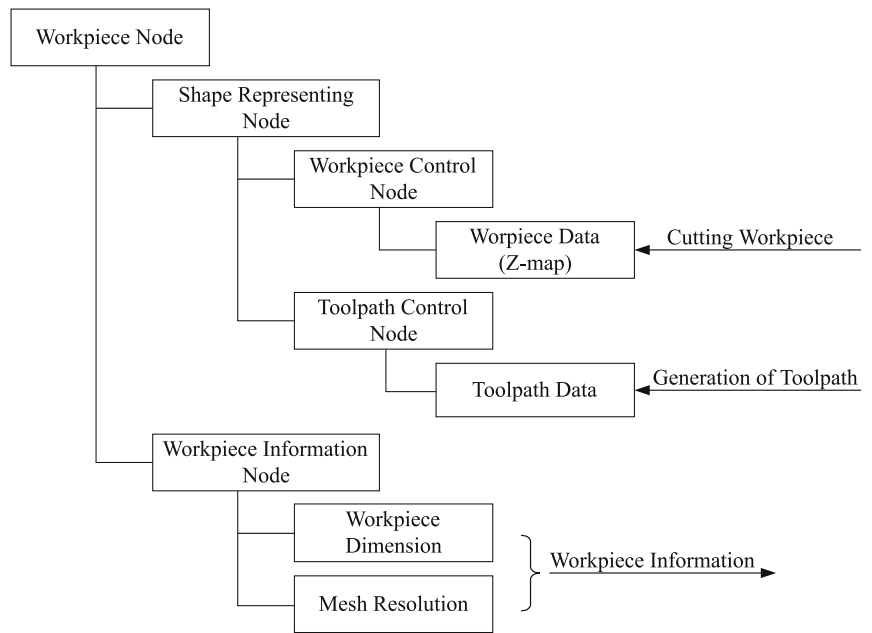 Workpiece Node
Shape Representing
Node
Workpiece Control
Node
Worpiece Data
(Z-map)
Cutting Workpiece
Toolpath Control
Node
Toolpath Data
Generation of Toolpath
Workpiece Information
Node
Workpiece
Dimension
Mesh Resolution
Workpiece Information